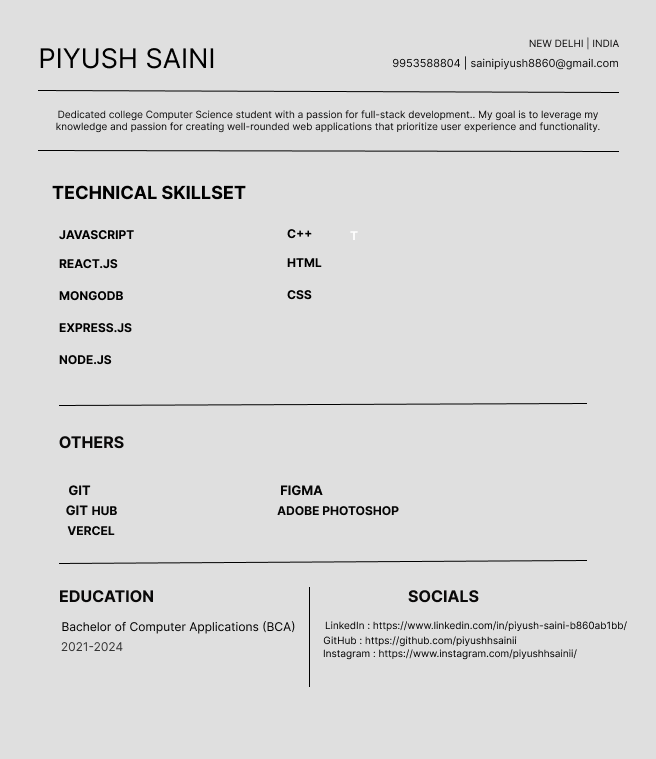 PIYUSH SAINI
NEW DELHI | INDIA
9953588804 | sainipiyush8860@gmail.com
Dedicated college Computer Science student with a passion for full-stack development.. My goal is to leverage my
knowledge and passion for creating well-rounded web applications that prioritize user experience and functionality.
TECHNICAL SKILLSET
JAVASCRIPT
REACT.JS
MONGODB
EXPRESS.JS
NODE.JS
C++ T
HTML
CSS
OTHERS
GIT
GIT HUB
VERCEL
FIGMA
ADOBE PHOTOSHOP
EDUCATION
Bachelor of Computer Applications (BCA)
2021-2024
SOCIALS
LinkedIn : https://www.linkedin.com/in/piyush-saini-b860ab1bb/
GitHub : https://github.com/piyushhsainii
Instagram : https://www.instagram.com/piyushhsainii/